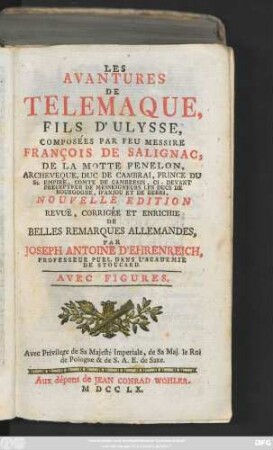 LES
AVANTURES
DE
TELEMAQUE,
FILS D'ULYSSE,
COMPOSÉES PAR FEU MESSIRE
FRANÇOIS DE SALIGNAC,
DE LA MOTTE FENELON,
ARCHEVEQUE, DUC DE CAMBRAI, PRINCE DU
St. EMPIRE, COMTE DE CAMBRESIS, &c. DEVANT
PRECEPTEUR DE MESSEIGNEURS LES DUCS DE
BOURGOGNE, D'ANJOU ET DE BERRI.
NOUVELLE EDITION
REVUË, CORRIGÉE ET ENRICHIE
DE
BELLES REMARQUES ALLEMANDES,
PAR
JOSEPH ANTOINE D'EHRENREICH,
PROFESSEUR PUBL. DANS L'ACADEMIE
DE STOUCARD.
AVEC FIGURES.
Avec Privilege de Sa Majesté Imperiale, de Sa Maj. le Roi
de Pologne & de S. A. E. de Saxe.
Aux dépens de JEAN CONRAD WOHLER.
MDCCLX.